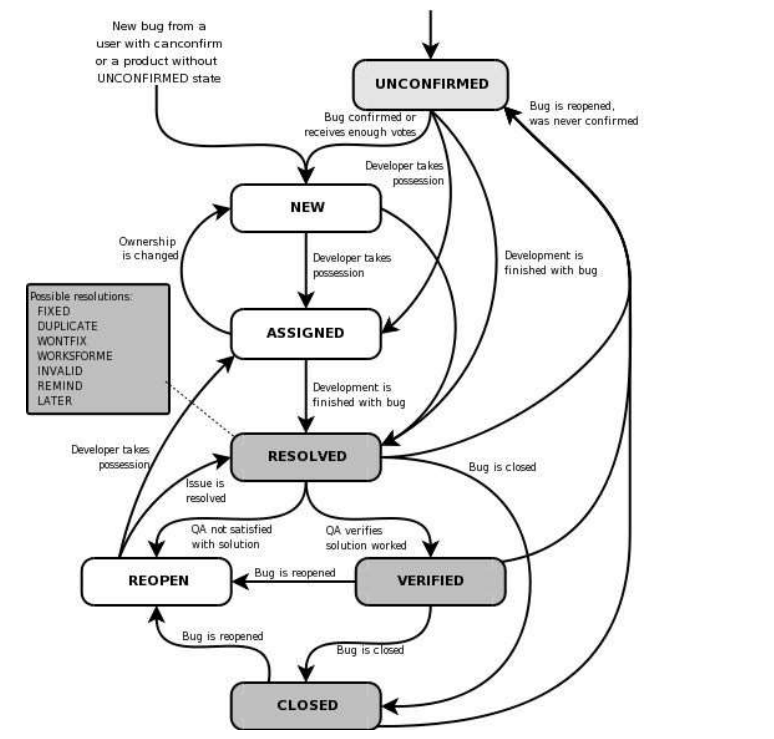 New bug from a
user with canconfirm
or a product without
UNCONFIRMED state
UNCONFIRMED
Bug is reopened,
was never confirmed
Bug confirmed or
receives enough votes
Developer takes
possession
NEW
Ownership
is changed
Developer takes
possession
Development is
finished with bug
Possible resolutions:
FIXED
DUPLICATE
WONTFIX
WORKSFORME
INVALID
REMIND
LATER
ASSIGNED
Development is
finished with bug
Developer takes
possession
RESOLVED
Bug is closed
Issue is
resolved
QA not satisfied
with solution
QA verifies
solution worked
REOPEN
Bug is reopened
VERIFIED
Bug is reopened
Bug is closed
CLOSED